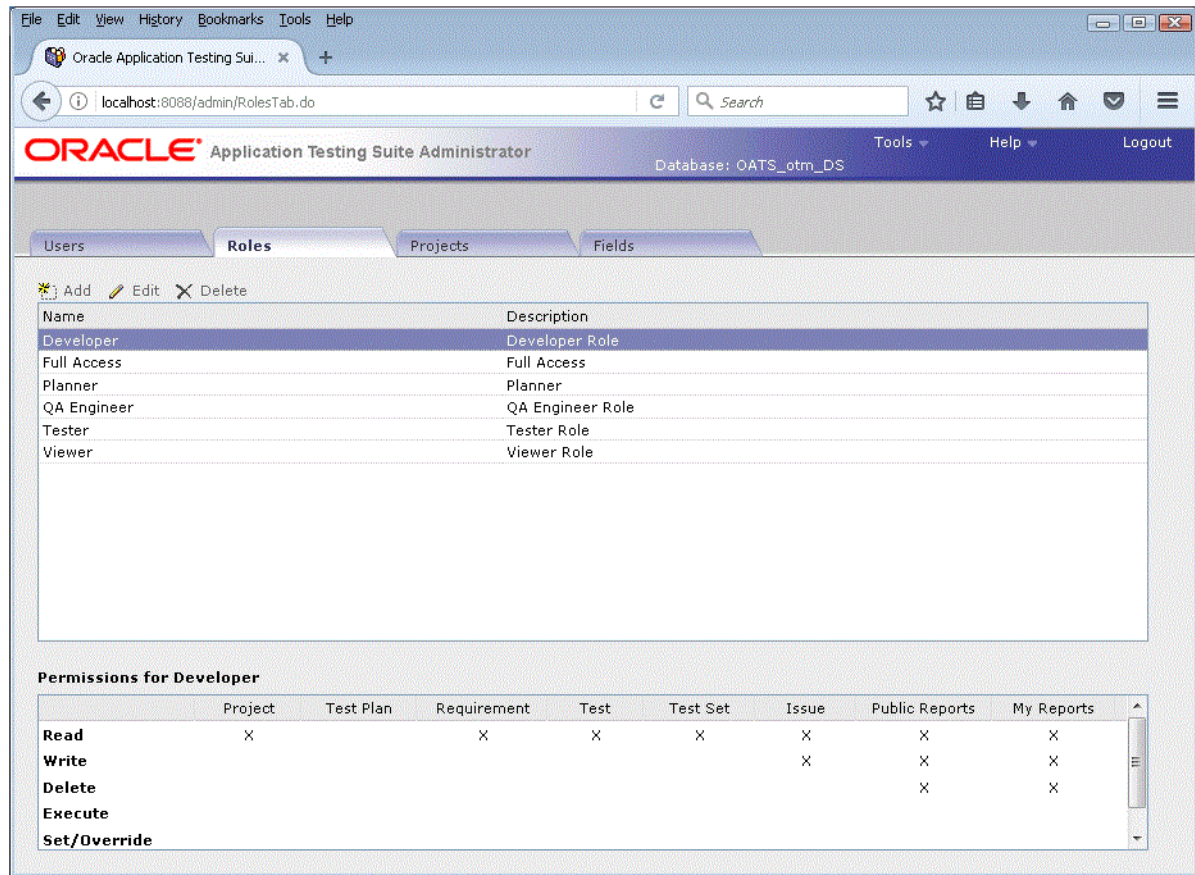 File Edit View History Bookmarks Tools Help
Oracle Application Testing Sui...
localhost:8088/admin/RolesTab.do Search
ORACLE Application Testing Suite Administrator
Tools Help Logout
Database: OATS_otm_DS
Users Roles Projects Fields
Add Edit Delete
Name Description
Developer Developer Role
Full Access Full Access
Planner Planner
QA Engineer QA Engineer Role
Tester Tester Role
Viewer Viewer Role
Permissions for Developer
Project Test Plan Requirement Test Test Set Issue Public Reports My Reports
Read X X X X X X X
Write X X X
Delete X X
Execute
Set/Override